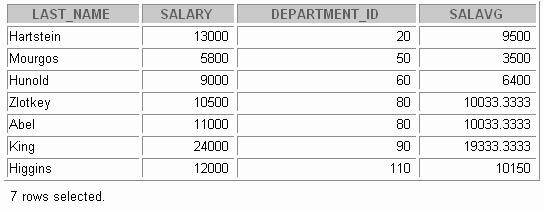 LAST_NAME SALARY DEPARTMENT_ID SALAVG
Hartstein 13000 20 9500
Mourgos 5800 50 3500
Hunold 9000 60 6400
Zlotkey 10500 80 10033.3333
Abel 11000 80 10033.3333
King 24000 90 19333.3333
Higgins 12000 110 10150
7 rows selected.